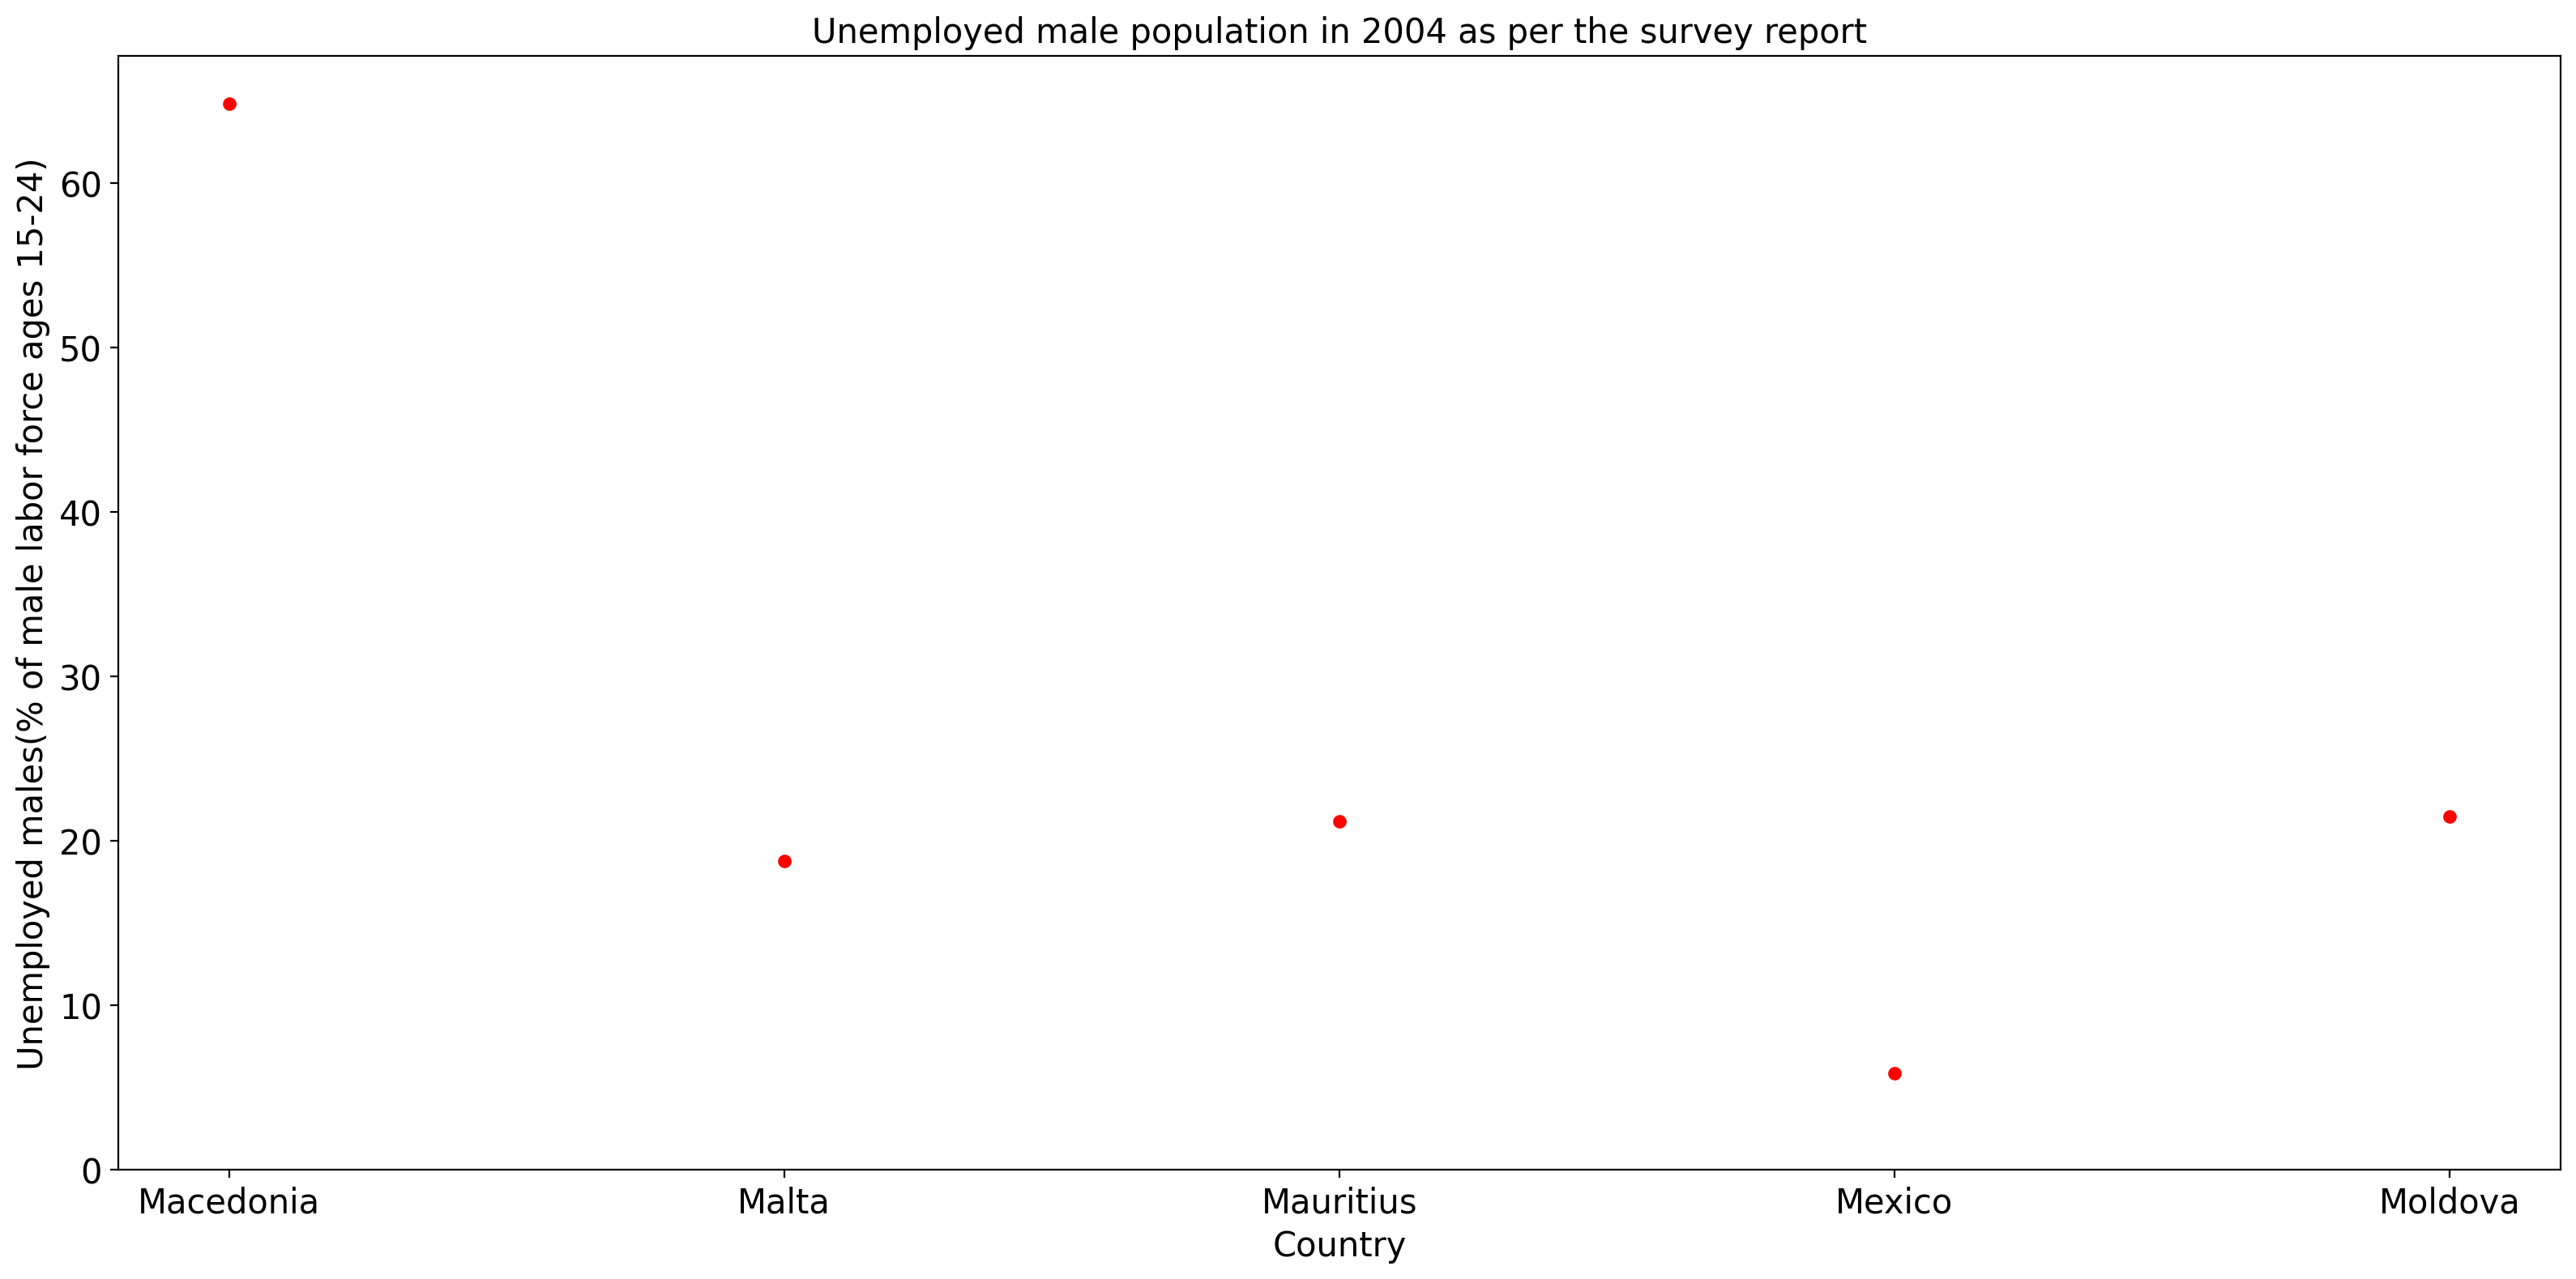 Unemployed male population in 2004 as per the survey report
Unemployed males(% of male labor force ages 15-24)
60
50
40
30
20
10
0
Macedonia Malta Mauritius Mexico Moldova
Country